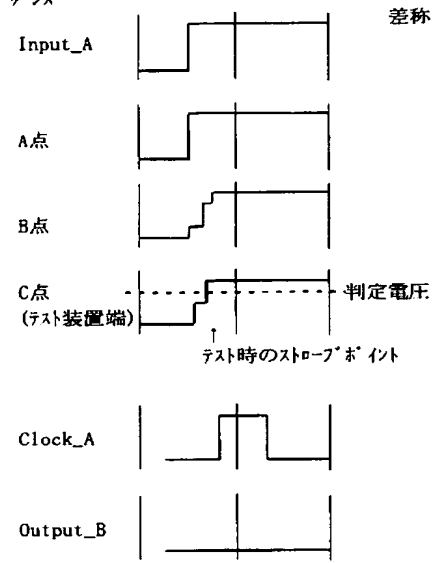 差称
Input_A
A点
B点
C点
判定電圧
(テスト装置端)
テスト時のストローブポイント
Clock_A
Output_B